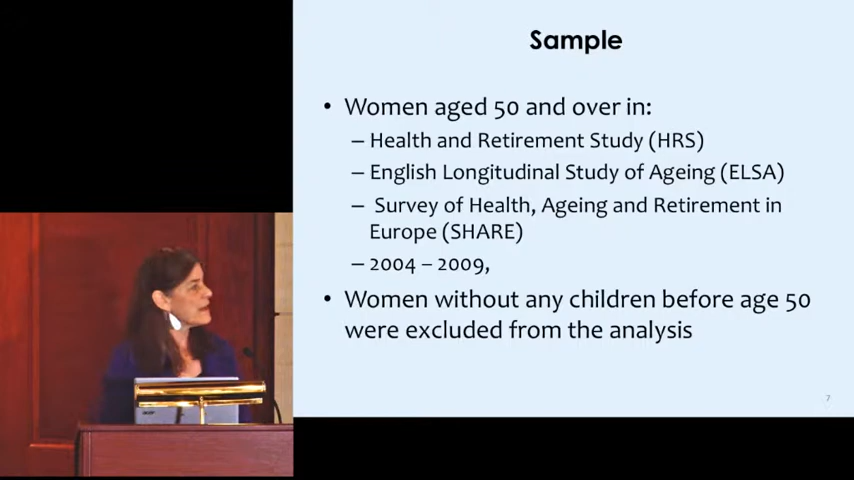 Sample
• Women aged 50 and over in:
– Health and Retirement Study (HRS)
– English Longitudinal Study of Ageing (ELSA)
– Survey of Health, Ageing and Retirement in
Europe (SHARE)
– 2004 – 2009,
• Women without any children before age 50
were excluded from the analysis
7
acer